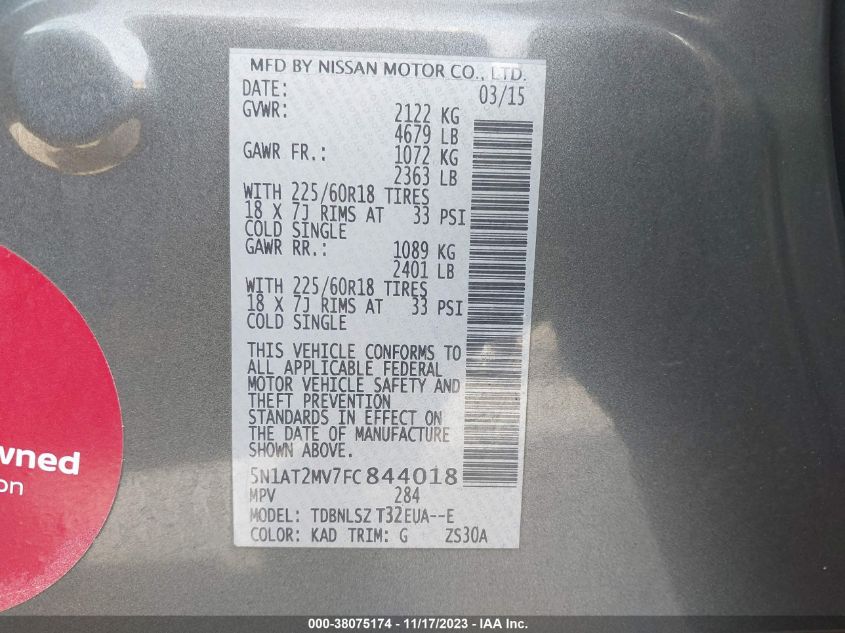 MFD BY NISSAN MOTOR CO., LTD.
DATE: 03/15
GVWR: 2122 KG
4679 LB
GAWR FR.: 1072 KG
2363 LB
WITH 225/60R18 TIRES
18 X 7J RIMS AT 33 PSI
COLD SINGLE
GAWR RR.: 1089 KG
2401 LB
WITH 225/60R18 TIRES
18 X 7J RIMS AT 33 PSI
COLD SINGLE
THIS VEHICLE CONFORMS TO
ALL APPLICABLE FEDERAL
MOTOR VEHICLE SAFETY AND
THEFT PREVENTION
STANDARDS IN EFFECT ON
THE DATE OF MANUFACTURE
SHOWN ABOVE.
5N1AT2MV7FC844018
MPV 284
MODEL: TDBNLSZ T32EUA--E
COLOR: KAD TRIM: G ZS30A
wned
on
000-38075174 - 11/17/2023 - IAA Inc.